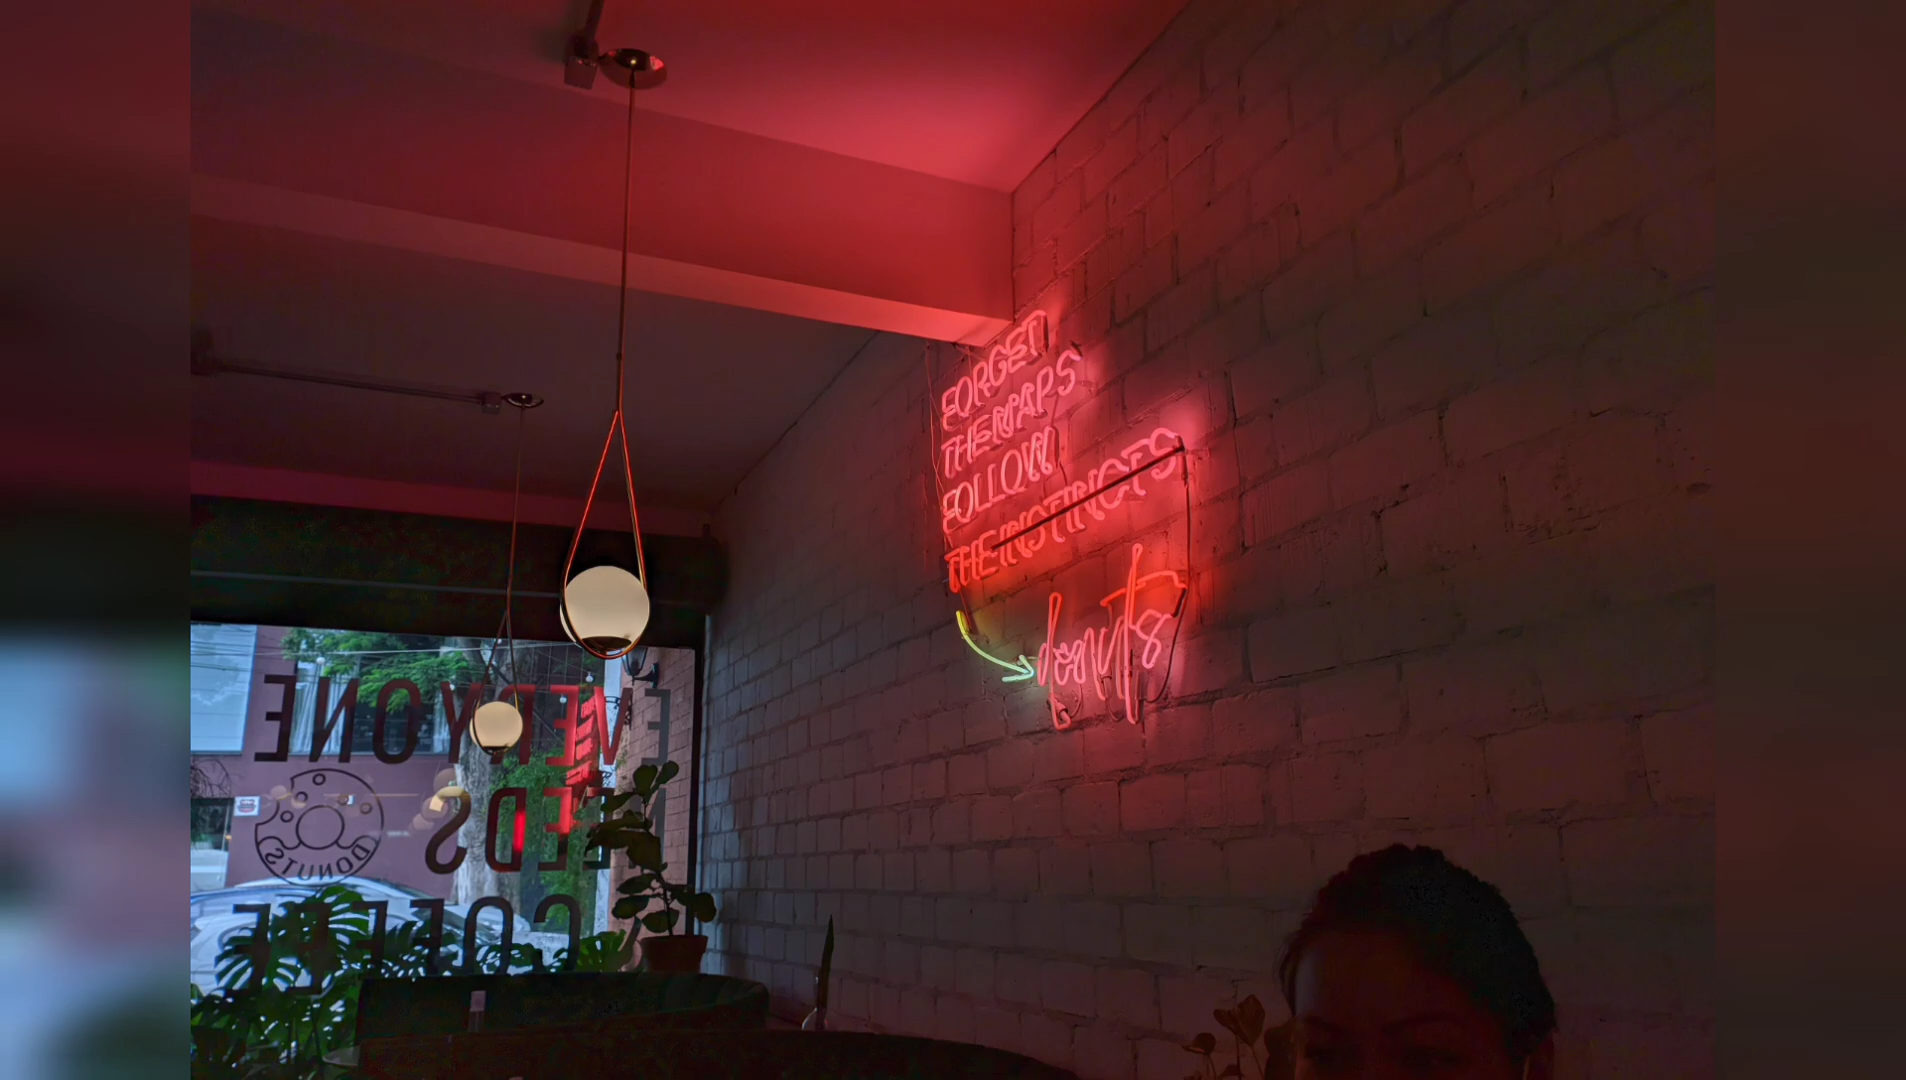 FORGET
THE MAPS
FOLLOW
THE INSTINCTS
donuts
EVERYONE
NEEDS
COFFEE
DONUTS